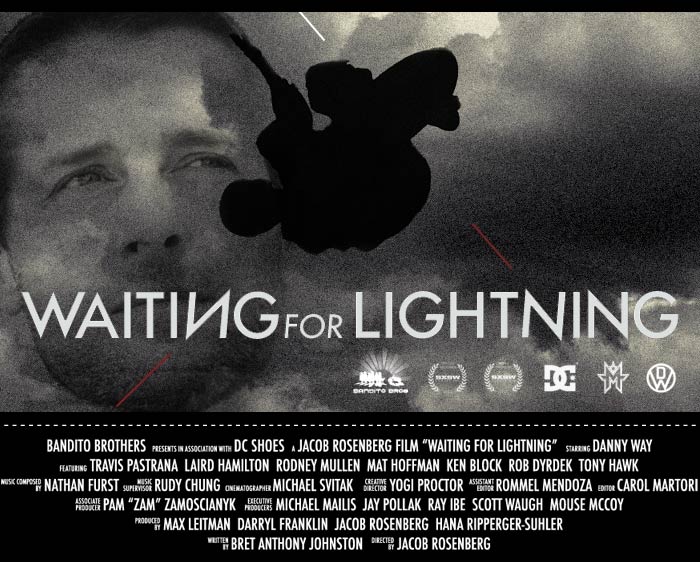 WAITING FOR LIGHTNING
BANDITO BROS
SXSW
SXSW
DC
BANDITO BROTHERS PRESENTS IN ASSOCIATION WITH DC SHOES A JACOB ROSENBERG FILM “WAITING FOR LIGHTNING” STARRING DANNY WAY
FEATURING TRAVIS PASTRANA LAIRD HAMILTON RODNEY MULLEN MAT HOFFMAN KEN BLOCK ROB DYRDEK TONY HAWK
MUSIC COMPOSED BY NATHAN FURST MUSIC SUPERVISOR RUDY CHUNG CINEMATOGRAPHER MICHAEL SVITAK CREATIVE DIRECTOR YOGI PROCTOR ASSISTANT EDITOR ROMMEL MENDOZA EDITOR CAROL MARTORI
ASSOCIATE PRODUCER PAM "ZAM" ZAMOSCIANYK EXECUTIVE PRODUCERS MICHAEL MAILIS JAY POLLAK RAY IBE SCOTT WAUGH MOUSE MCCOY
PRODUCED BY MAX LEITMAN DARRYL FRANKLIN JACOB ROSENBERG HANA RIPPERGER-SUHLER
WRITTEN BY BRET ANTHONY JOHNSTON DIRECTED BY JACOB ROSENBERG